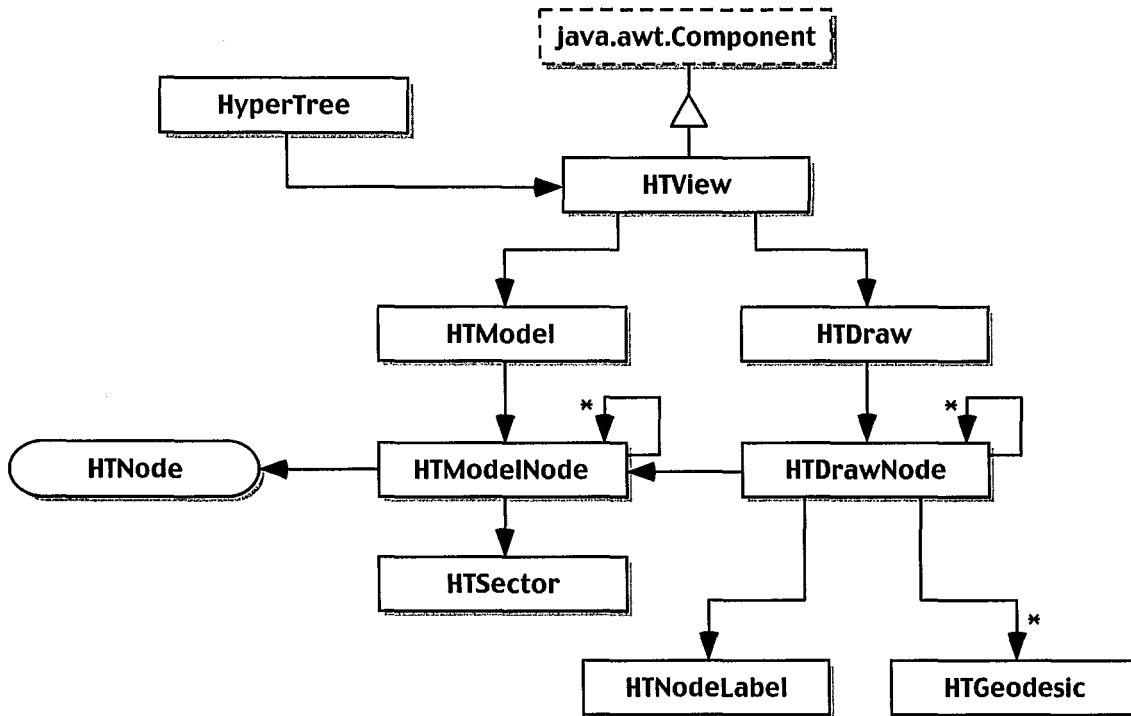 java.awt.Component
HyperTree
HTView
HTModel
HTDraw
*
*
HTNode
HTModelNode
HTDrawNode
HTSector
*
HTNodeLabel
HTGeodesic